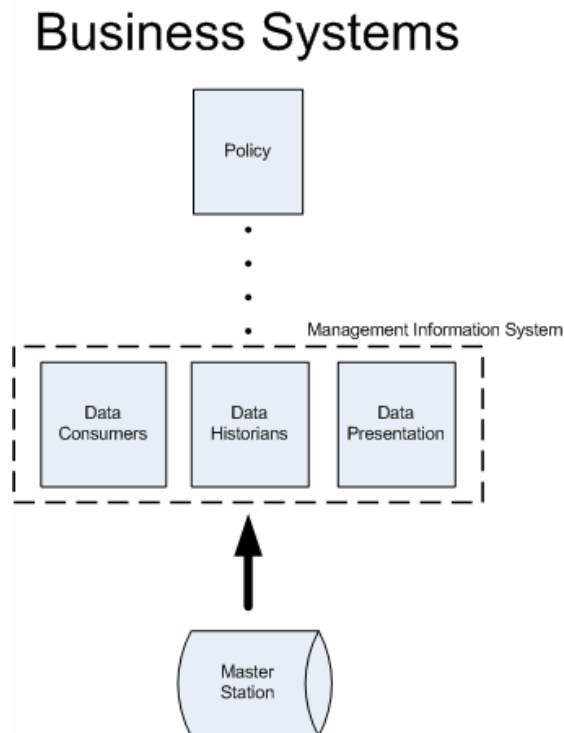 Business Systems
Policy
Management Information System
Data
Consumers
Data
Historians
Data
Presentation
Master
Station